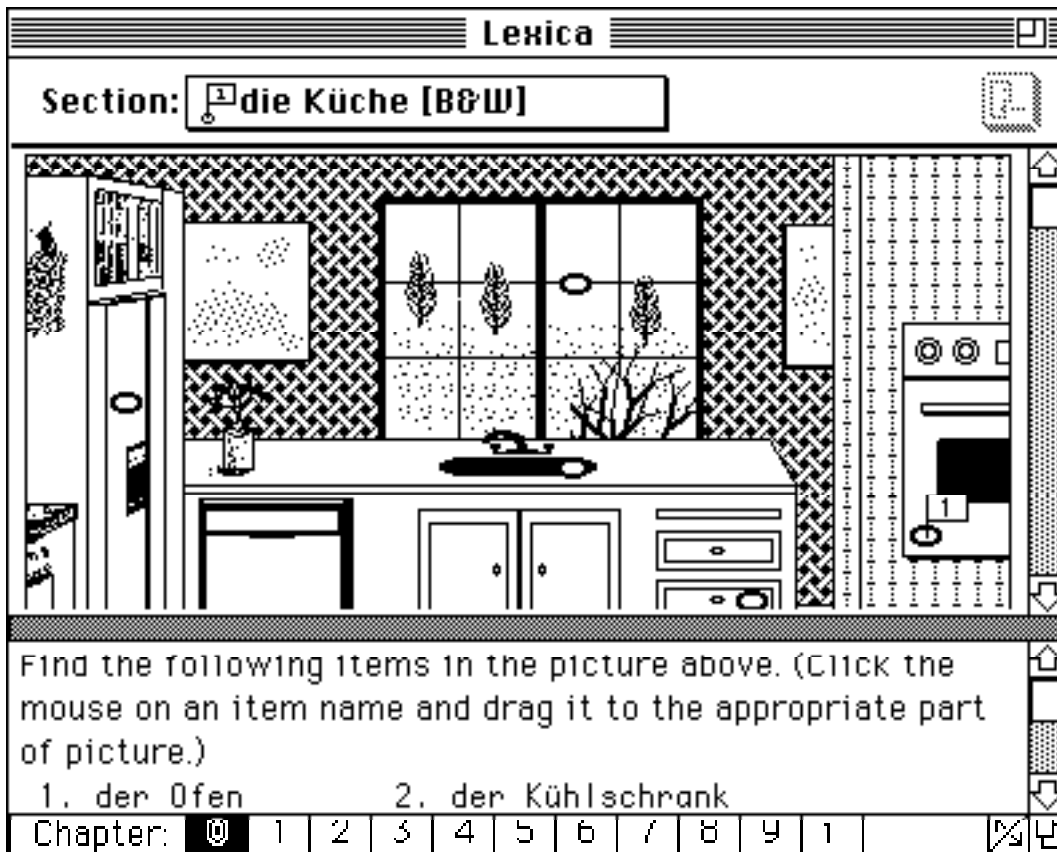 Lexica
Section: 1 die Küche [B&W]
1
Find the following items in the picture above. (Click the
mouse on an item name and drag it to the appropriate part
of picture.)
1. der Ofen 2. der Kühlschrank
Chapter: 0 1 2 3 4 5 6 7 8 9 i